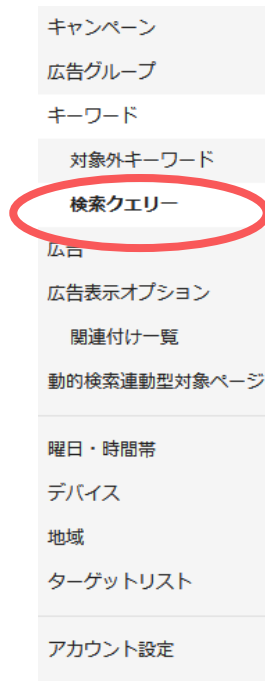 キャンペーン
広告グループ
キーワード
対象外キーワード
検索クエリー
広告
広告表示オプション
関連付け一覧
動的検索連動型対象ページ
曜日・時間帯
デバイス
地域
ターゲットリスト
アカウント設定